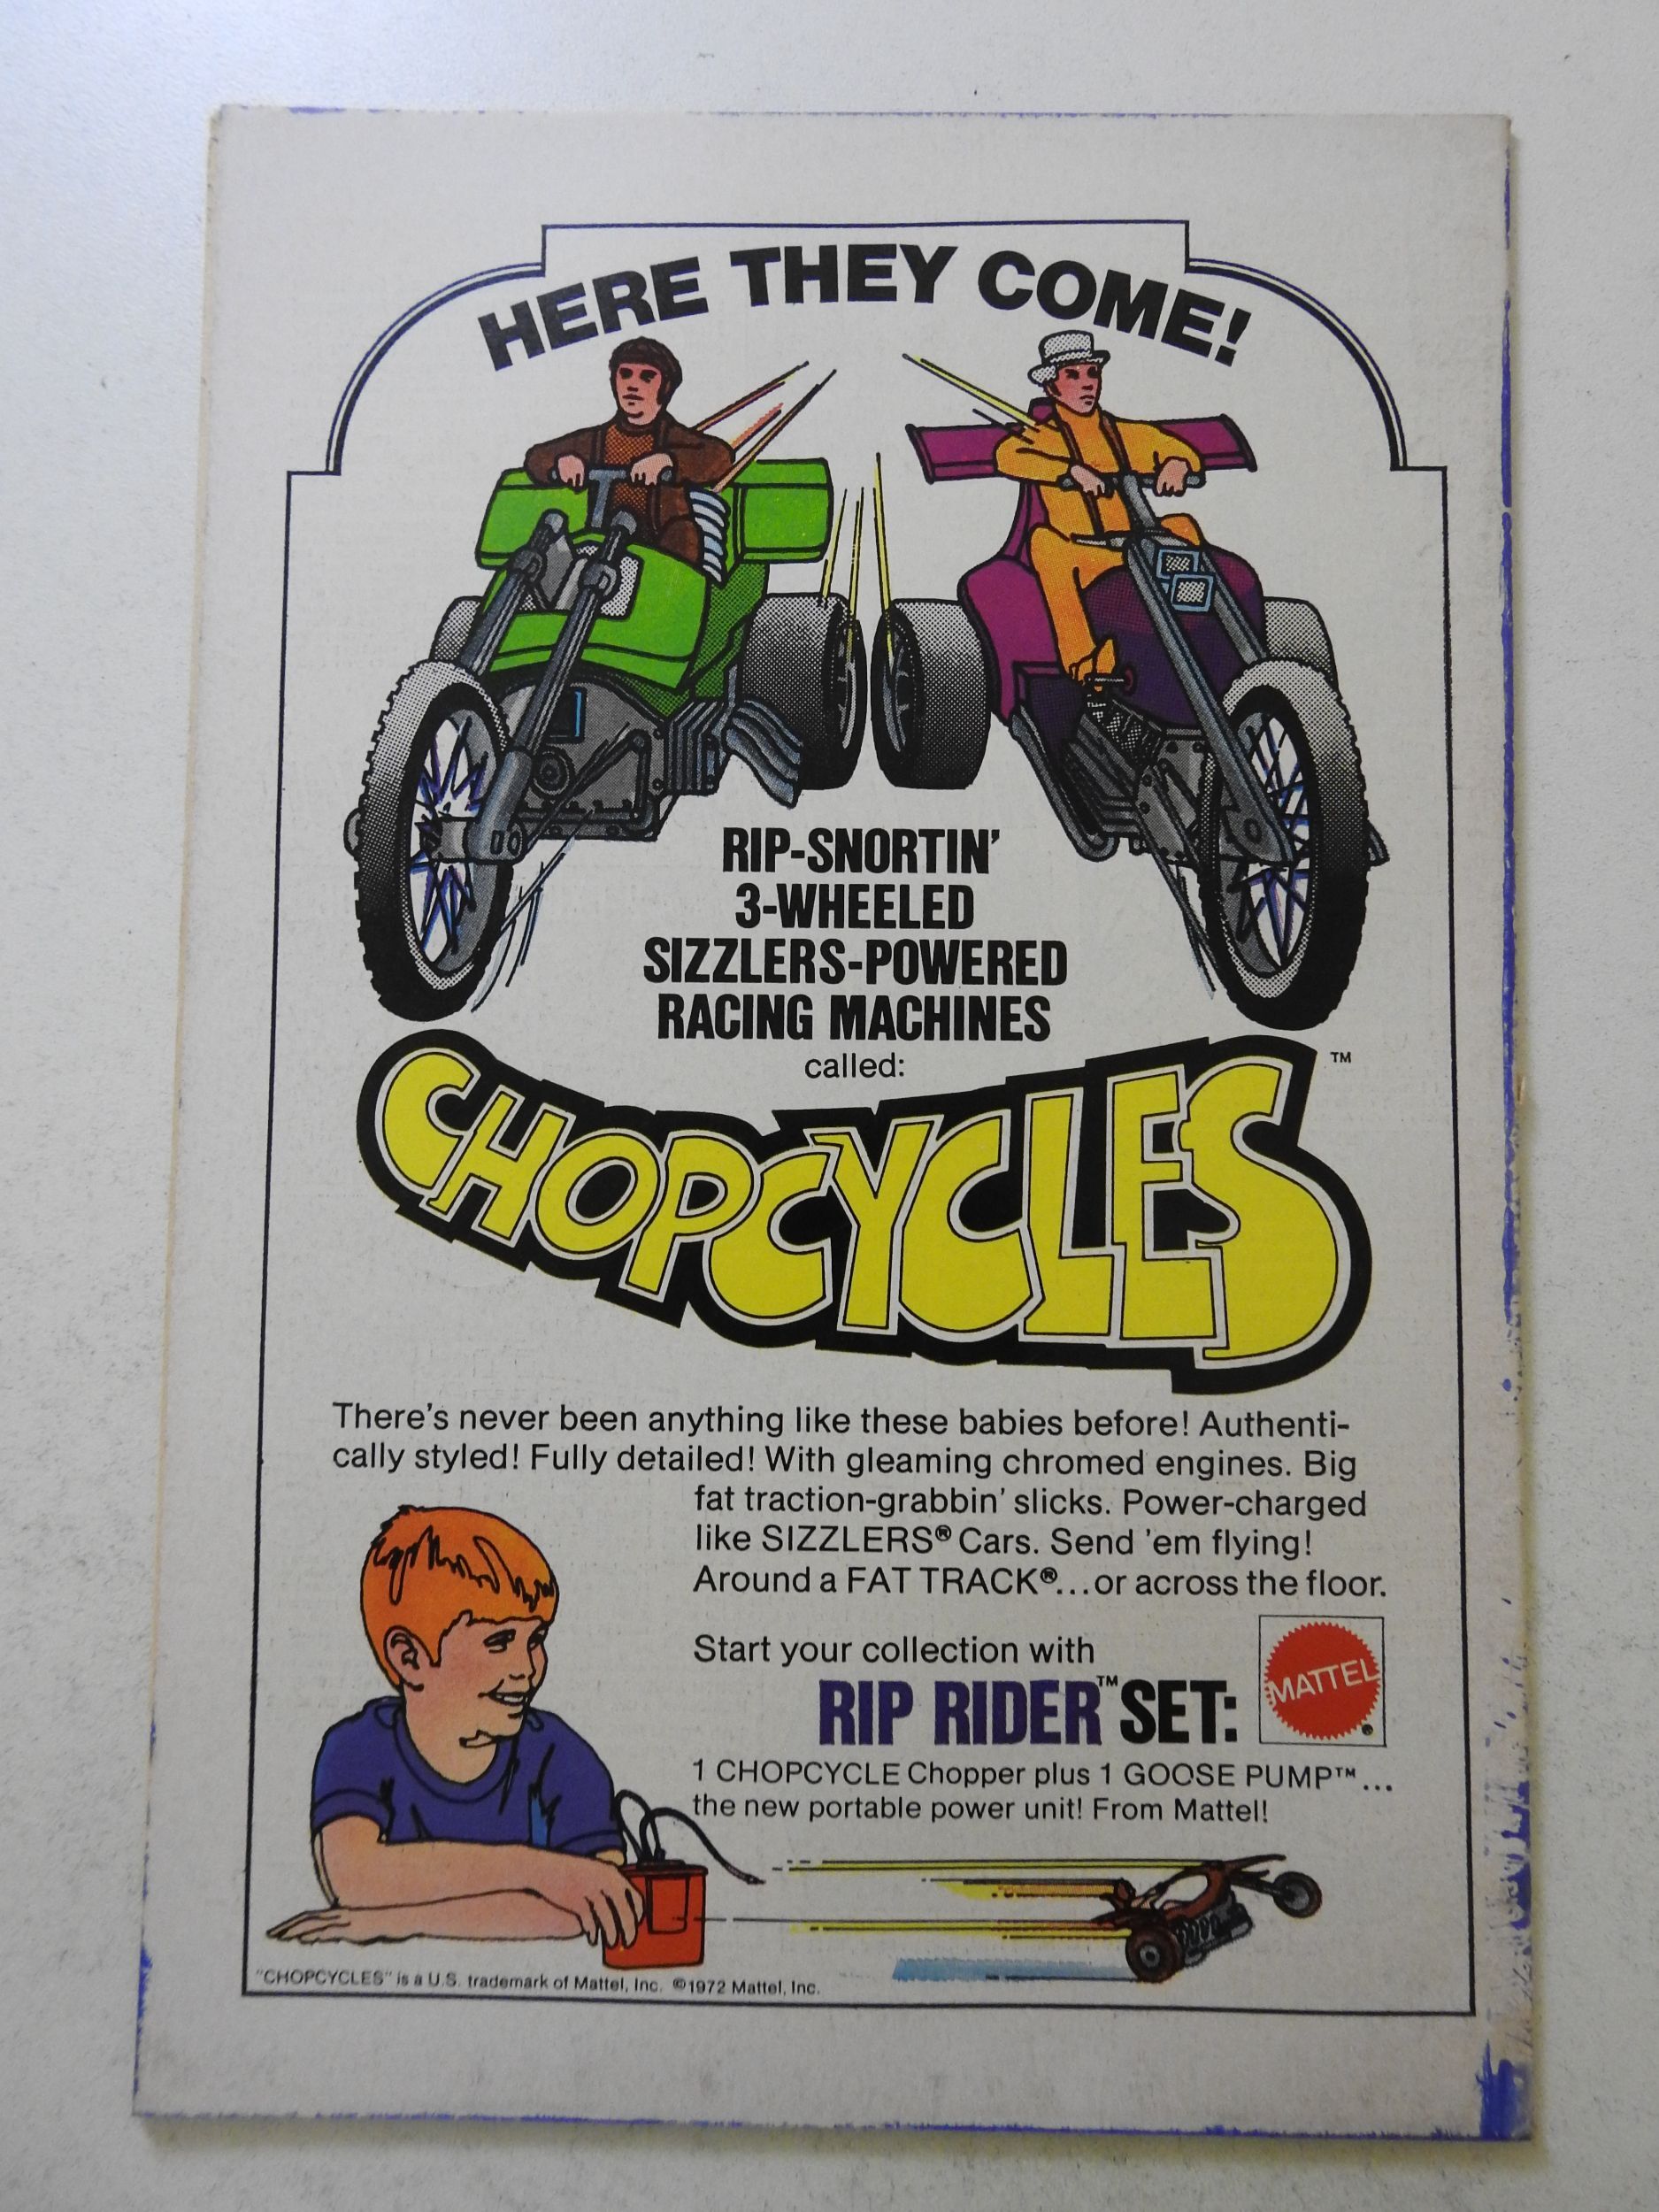 HERE THEY COME!
RIP-SNORTIN'
3-WHEELED
SIZZLERS-POWERED
RACING MACHINES
called:
CHOPCYCLES™
There's never been anything like these babies before! Authenti-
cally styled! Fully detailed! With gleaming chromed engines. Big
fat traction-grabbin' slicks. Power-charged
like SIZZLERS® Cars. Send 'em flying!
Around a FAT TRACK®...or across the floor.
Start your collection with
RIP RIDER™ SET:
MATTEL®
1 CHOPCYCLE Chopper plus 1 GOOSE PUMP™...
the new portable power unit! From Mattel!
"CHOPCYCLES" is a U.S. trademark of Mattel, Inc. ©1972 Mattel, Inc.